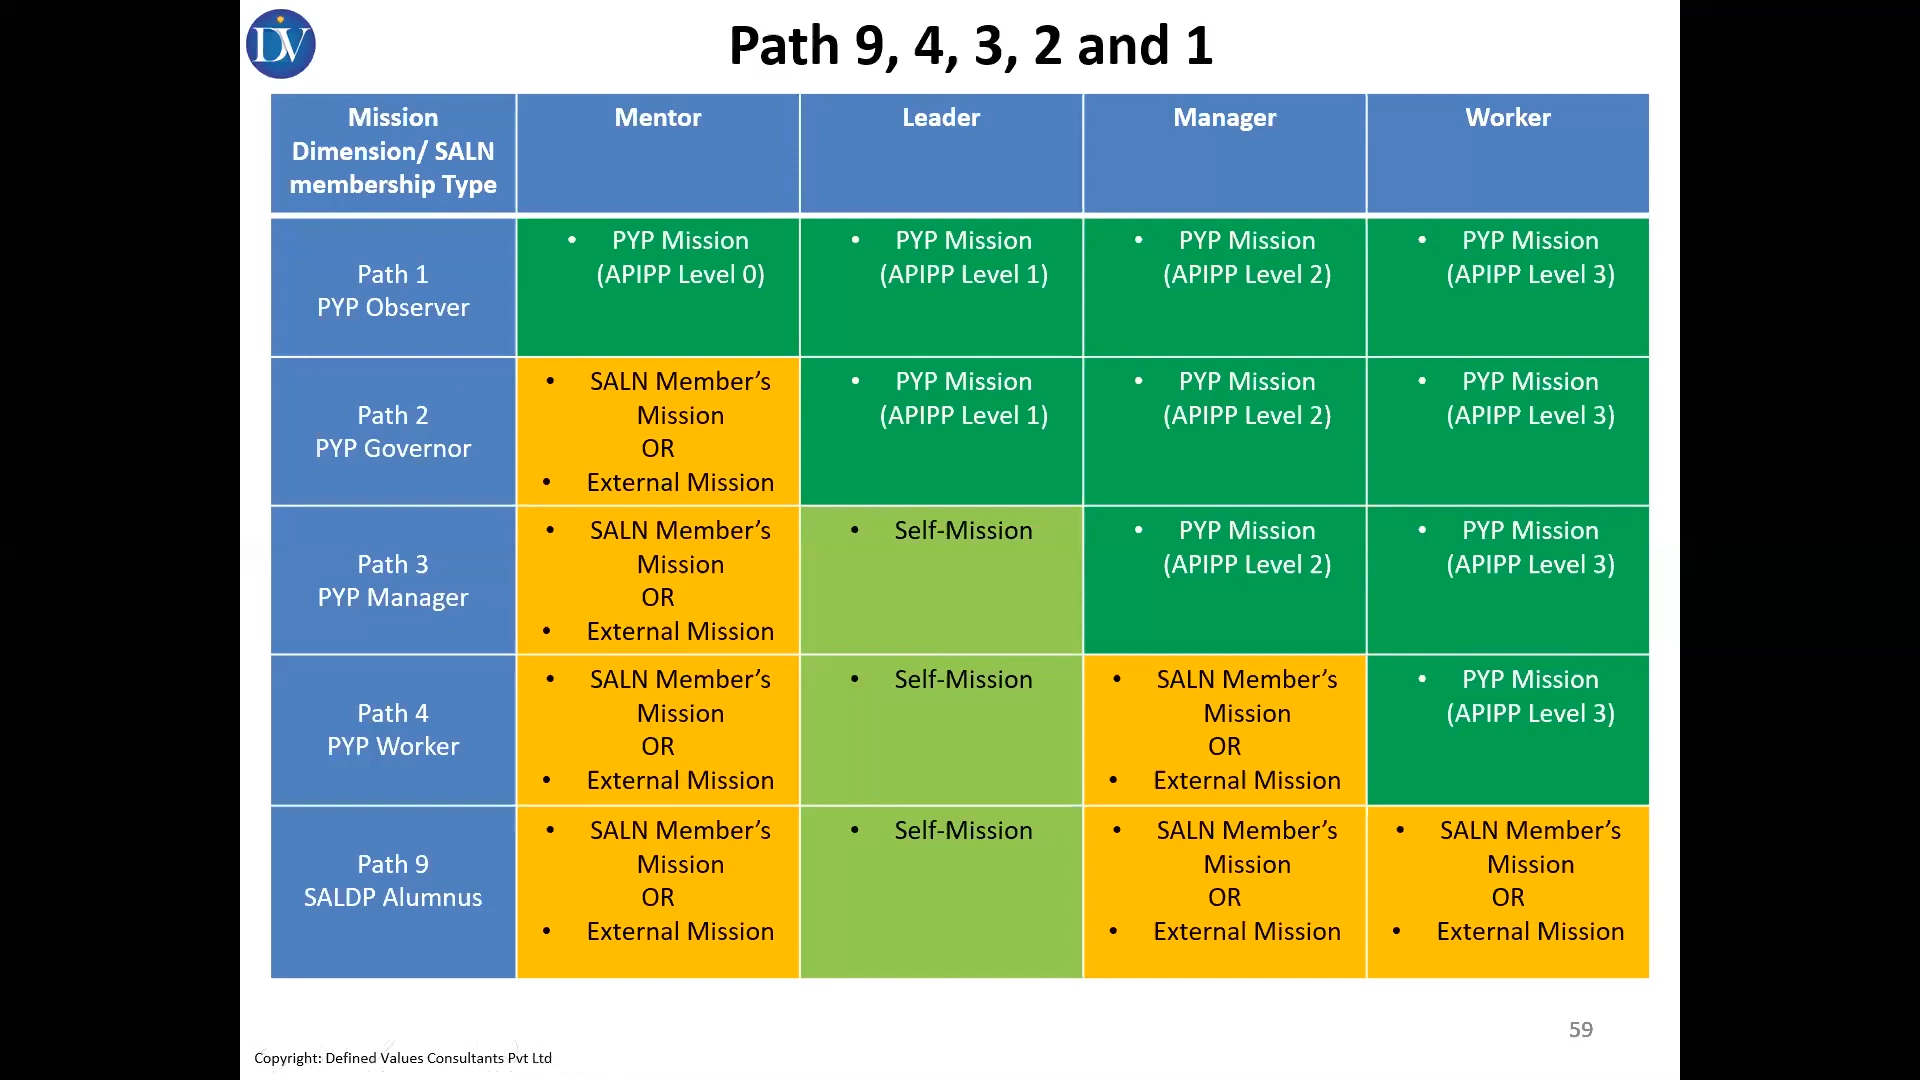 DV
Path 9, 4, 3, 2 and 1
Mission
Dimension/ SALN
membership Type
Mentor
Leader
Manager
Worker
Path 1
PYP Observer
• PYP Mission
(APIPP Level 0)
• PYP Mission
(APIPP Level 1)
• PYP Mission
(APIPP Level 2)
• PYP Mission
(APIPP Level 3)
Path 2
PYP Governor
• SALN Member’s
Mission
OR
• External Mission
• PYP Mission
(APIPP Level 1)
• PYP Mission
(APIPP Level 2)
• PYP Mission
(APIPP Level 3)
Path 3
PYP Manager
• SALN Member’s
Mission
OR
• External Mission
• Self-Mission
• PYP Mission
(APIPP Level 2)
• PYP Mission
(APIPP Level 3)
Path 4
PYP Worker
• SALN Member’s
Mission
OR
• External Mission
• Self-Mission
• SALN Member’s
Mission
OR
• External Mission
• PYP Mission
(APIPP Level 3)
Path 9
SALDP Alumnus
• SALN Member’s
Mission
OR
• External Mission
• Self-Mission
• SALN Member’s
Mission
OR
• External Mission
• SALN Member’s
Mission
OR
• External Mission
59
Copyright: Defined Values Consultants Pvt Ltd